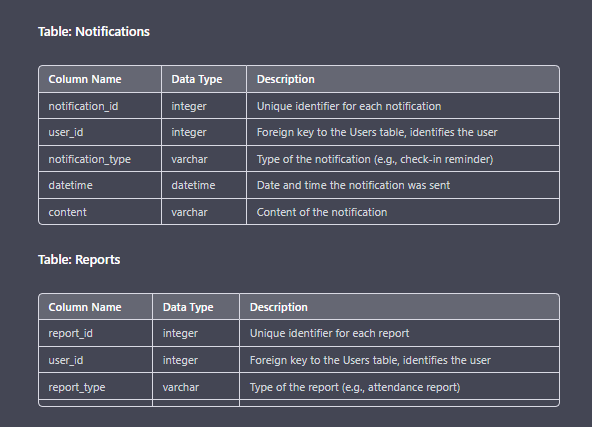 Table: Notifications
Column Name Data Type Description
notification_id integer Unique identifier for each notification
user_id integer Foreign key to the Users table, identifies the user
notification_type varchar Type of the notification (e.g., check-in reminder)
datetime datetime Date and time the notification was sent
content varchar Content of the notification
Table: Reports
Column Name Data Type Description
report_id integer Unique identifier for each report
user_id integer Foreign key to the Users table, identifies the user
report_type varchar Type of the report (e.g., attendance report)